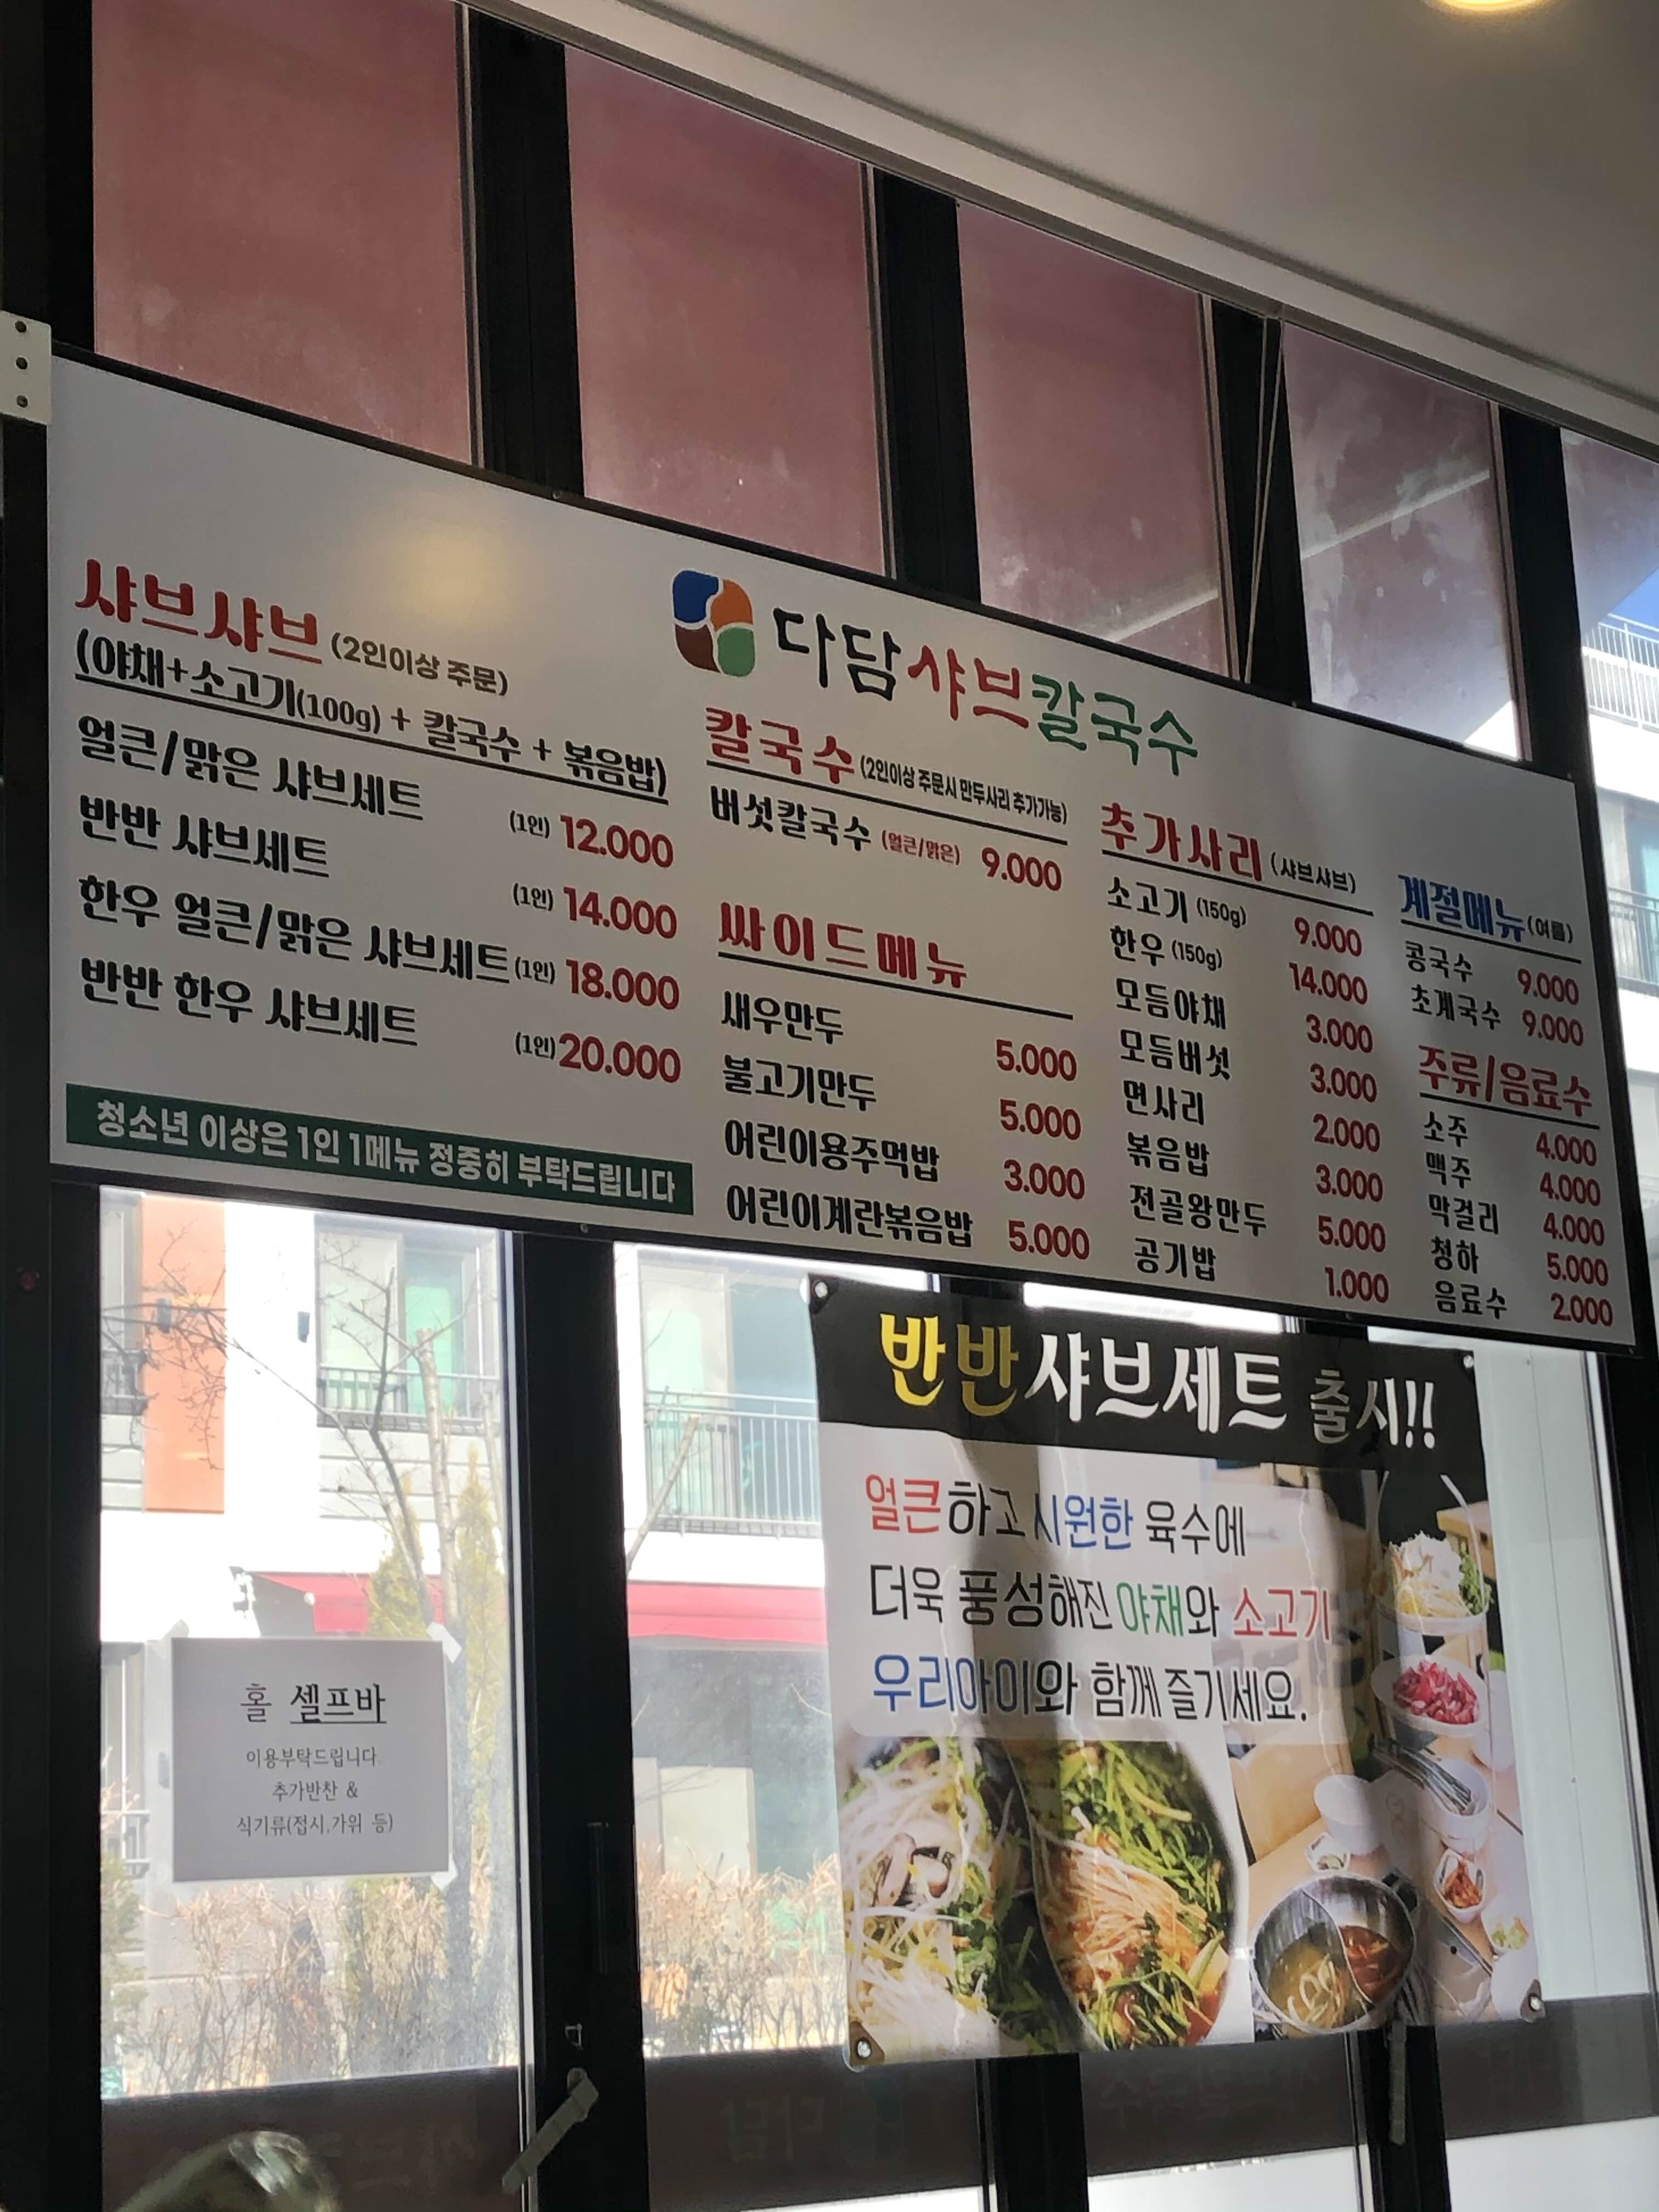 다담샤브칼국수
샤브샤브 (2인이상 주문)
(야채+소고기(100g) + 칼국수 + 볶음밥)
얼큰/맑은 샤브세트 (1인) 12.000
반반 샤브세트 (1인) 14.000
한우 얼큰/맑은 샤브세트 (1인) 18.000
반반 한우 샤브세트 (1인) 20.000
청소년 이상은 1인 1메뉴 정중히 부탁드립니다
칼국수 (2인이상 주문시 만두사리 추가가능)
버섯칼국수 (얼큰/맑은) 9.000
싸이드메뉴
새우만두 5.000
불고기만두 5.000
어린이용주먹밥 3.000
어린이계란볶음밥 5.000
추가사리 (샤브샤브)
소고기 (150g) 9.000
한우 (150g) 14.000
모듬야채 3.000
모듬버섯 3.000
면사리 2.000
볶음밥 3.000
전골왕만두 5.000
공기밥 1.000
계절메뉴 (여름)
콩국수 9.000
초계국수 9.000
주류/음료수
소주 4.000
맥주 4.000
막걸리 4.000
청하 5.000
음료수 2.000
반반샤브세트 출시!!
얼큰하고 시원한 육수에
더욱 풍성해진 야채와 소고기
우리아이와 함께 즐기세요.
홀 셀프바
이용부탁드립니다
추가반찬 &
식기류(접시,가위 등)